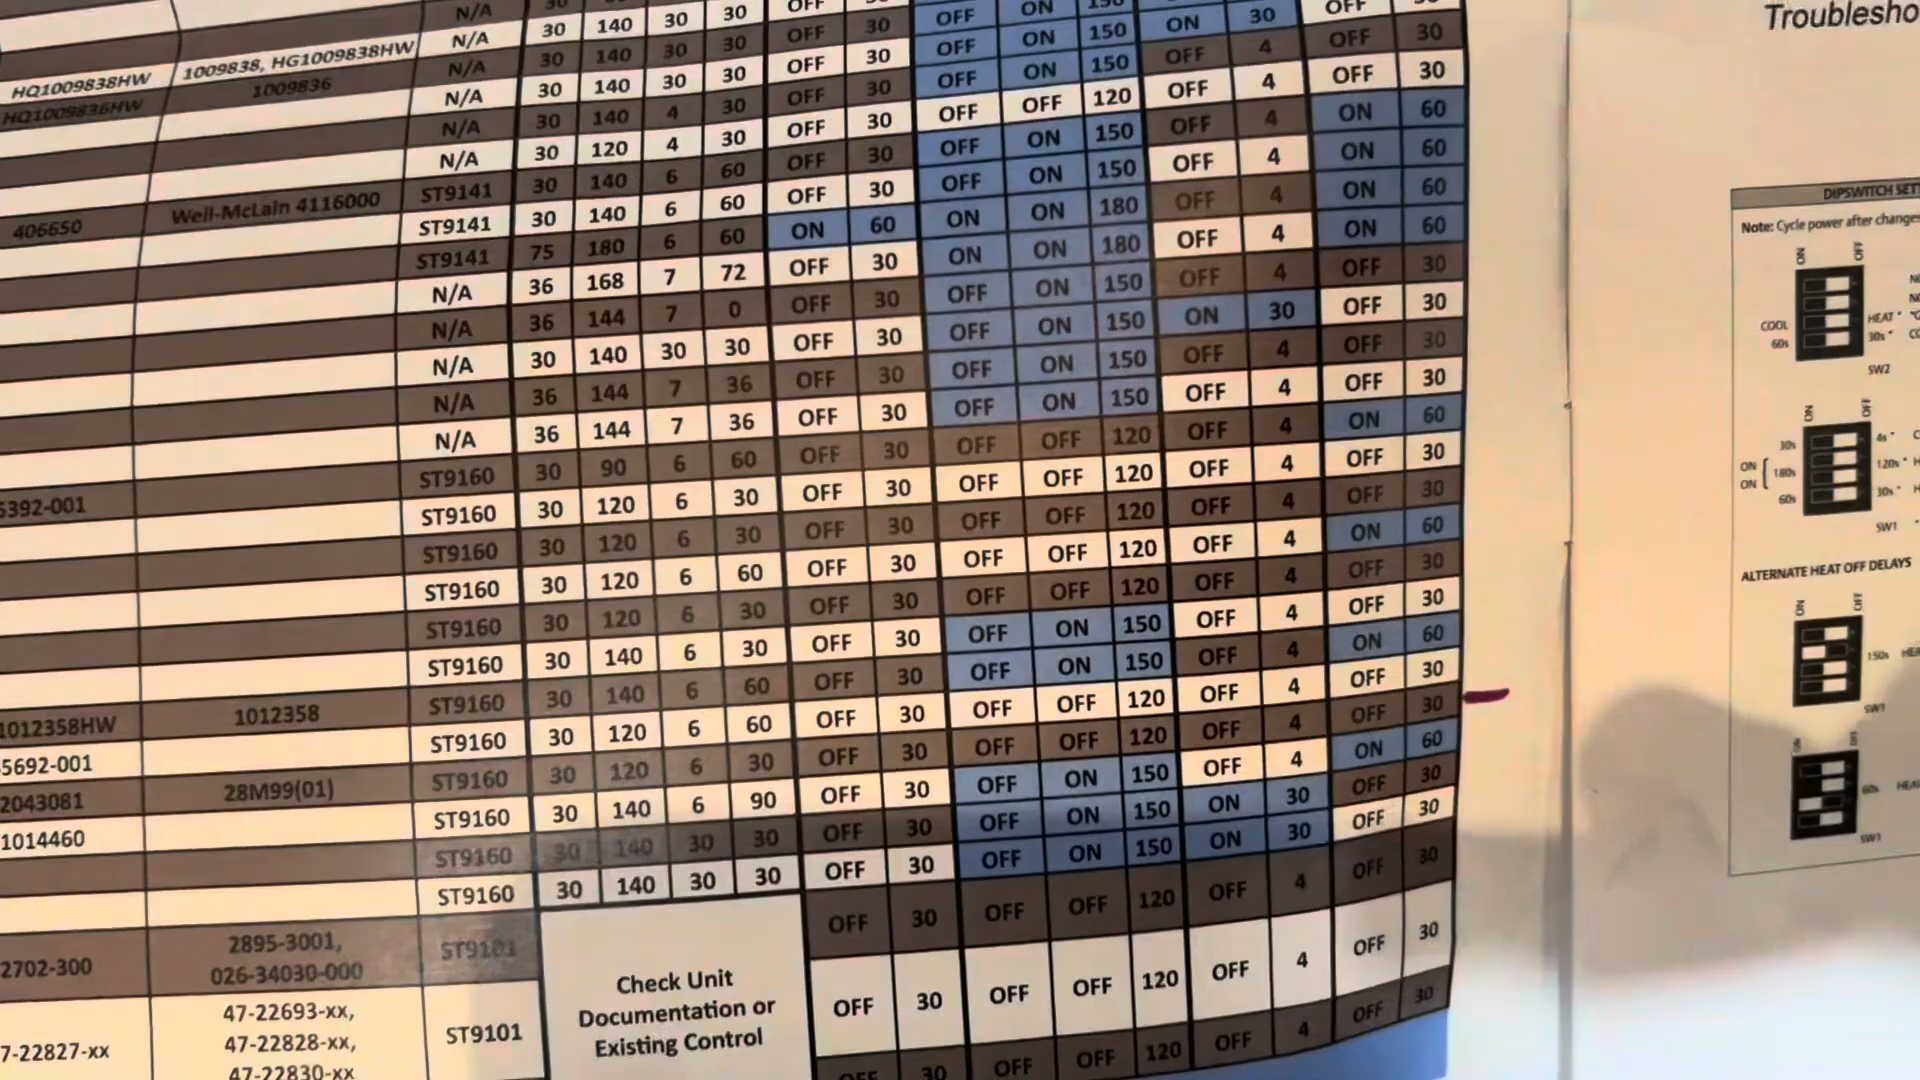 N/A 30
HQ1009838HW 1009838, HG1009838HW N/A 30 140 30 30 OFF 30
HQ1009836HW 1009836 N/A 30 140 30 30 OFF 30 OFF ON 150
N/A 30 140 30 30 OFF 30 OFF ON 150 ON 30 OFF 30
N/A 30 140 4 30 OFF 30 OFF ON 150 OFF 4 OFF 30
N/A 30 120 4 30 OFF 30 OFF OFF 120 OFF 4 OFF 30
406650 Weil-McLain 4116000 ST9141 30 140 6 60 OFF 30 OFF ON 150 OFF 4 ON 60
ST9141 30 140 6 60 OFF 30 OFF ON 150 OFF 4 ON 60
ST9141 75 180 6 60 ON 60 ON ON 180 OFF 4 ON 60
N/A 36 168 7 72 OFF 30 ON ON 180 OFF 4 ON 60
N/A 36 144 7 0 OFF 30 OFF ON 150 OFF 4 OFF 30
N/A 30 140 30 30 OFF 30 OFF ON 150 ON 30 OFF 30
N/A 36 144 7 36 OFF 30 OFF ON 150 OFF 4 OFF 30
N/A 36 144 7 36 OFF 30 OFF ON 150 OFF 4 OFF 30
5392-001 ST9160 30 90 6 60 OFF 30 OFF OFF 120 OFF 4 ON 60
ST9160 30 120 6 30 OFF 30 OFF OFF 120 OFF 4 OFF 30
ST9160 30 120 6 30 OFF 30 OFF OFF 120 OFF 4 OFF 30
ST9160 30 120 6 60 OFF 30 OFF OFF 120 OFF 4 ON 60
ST9160 30 120 6 30 OFF 30 OFF OFF 120 OFF 4 OFF 30
ST9160 30 140 6 30 OFF 30 OFF ON 150 OFF 4 OFF 30
1012358HW 1012358 ST9160 30 140 6 60 OFF 30 OFF ON 150 OFF 4 ON 60
5692-001 ST9160 30 120 6 60 OFF 30 OFF OFF 120 OFF 4 OFF 30
2043081 28M99(01) ST9160 30 120 6 30 OFF 30 OFF OFF 120 OFF 4 OFF 30
1014460 ST9160 30 140 6 90 OFF 30 OFF ON 150 OFF 4 ON 60
ST9160 30 140 30 30 OFF 30 OFF ON 150 ON 30 OFF 30
ST9160 30 140 30 30 OFF 30 OFF ON 150 ON 30 OFF 30
2702-300 2895-3001, 026-34030-000 ST9101 OFF 30 OFF OFF 120 OFF 4 OFF 30
7-22827-xx 47-22693-xx, 47-22828-xx, 47-22830-xx ST9101 OFF 30 OFF OFF 120 OFF 4 OFF 30
OFF 30 OFF OFF 120 OFF 4 OFF 30
Check Unit
Documentation or
Existing Control
Troublesho
DIPSWITCH SET
Note: Cycle power after changes
ON OFF
COOL HEAT *
60s 30s *
SW2
ON OFF
30s 4s *
ON
ON 180s 120s *
60s 30s *
SW1
ALTERNATE HEAT OFF DELAYS
ON OFF
150s HE
SW1
60s HEA
SW1